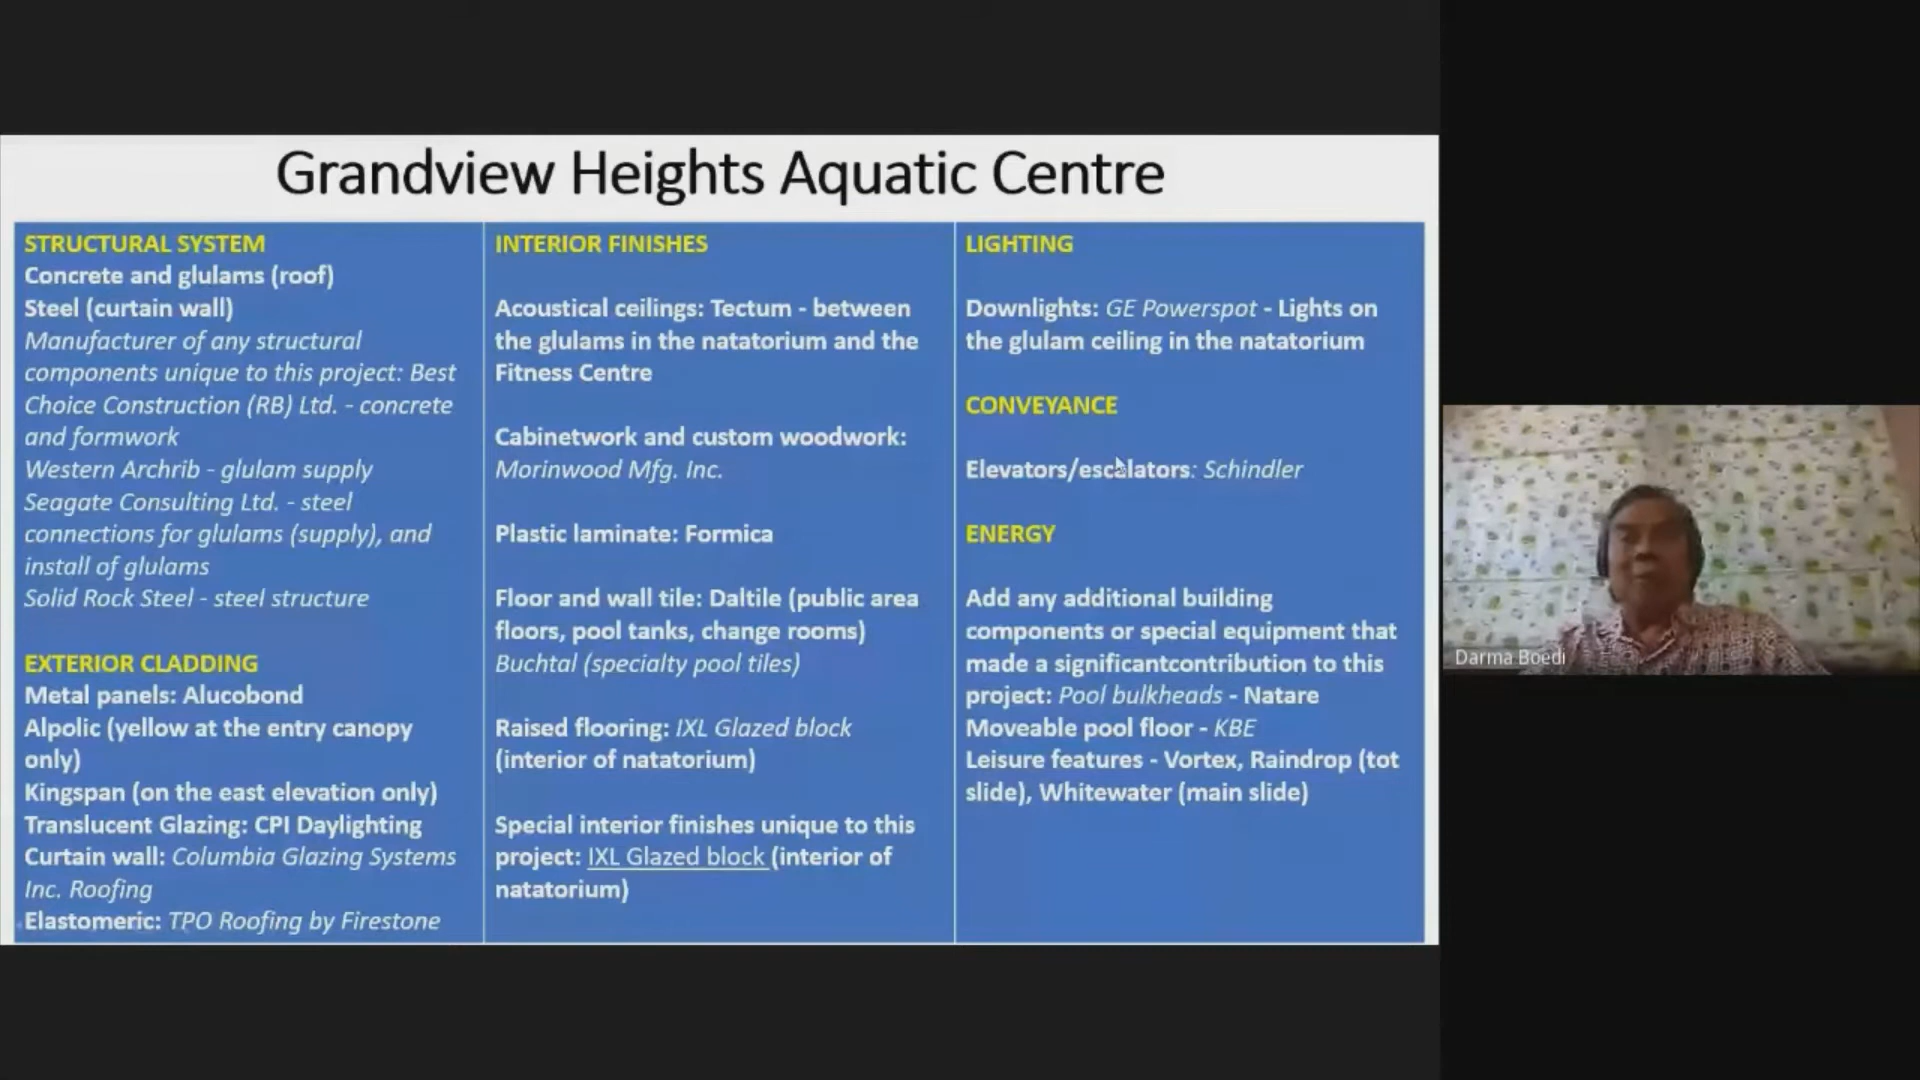 Grandview Heights Aquatic Centre
STRUCTURAL SYSTEM
Concrete and glulams (roof)
Steel (curtain wall)
Manufacturer of any structural
components unique to this project: Best
Choice Construction (RB) Ltd. - concrete
and formwork
Western Archrib - glulam supply
Seagate Consulting Ltd. - steel
connections for glulams (supply), and
install of glulams
Solid Rock Steel - steel structure
EXTERIOR CLADDING
Metal panels: Alucobond
Alpolic (yellow at the entry canopy
only)
Kingspan (on the east elevation only)
Translucent Glazing: CPI Daylighting
Curtain wall: Columbia Glazing Systems
Inc. Roofing
Elastomeric: TPO Roofing by Firestone
INTERIOR FINISHES
Acoustical ceilings: Tectum - between
the glulams in the natatorium and the
Fitness Centre
Cabinetwork and custom woodwork:
Morinwood Mfg. Inc.
Plastic laminate: Formica
Floor and wall tile: Daltile (public area
floors, pool tanks, change rooms)
Buchtal (specialty pool tiles)
Raised flooring: IXL Glazed block
(interior of natatorium)
Special interior finishes unique to this
project: IXL Glazed block (interior of
natatorium)
LIGHTING
Downlights: GE Powerspot - Lights on
the glulam ceiling in the natatorium
CONVEYANCE
Elevators/escalators: Schindler
ENERGY
Add any additional building
components or special equipment that
made a significantcontribution to this
project: Pool bulkheads - Natare
Moveable pool floor - KBE
Leisure features - Vortex, Raindrop (tot
slide), Whitewater (main slide)
Darma Boedi